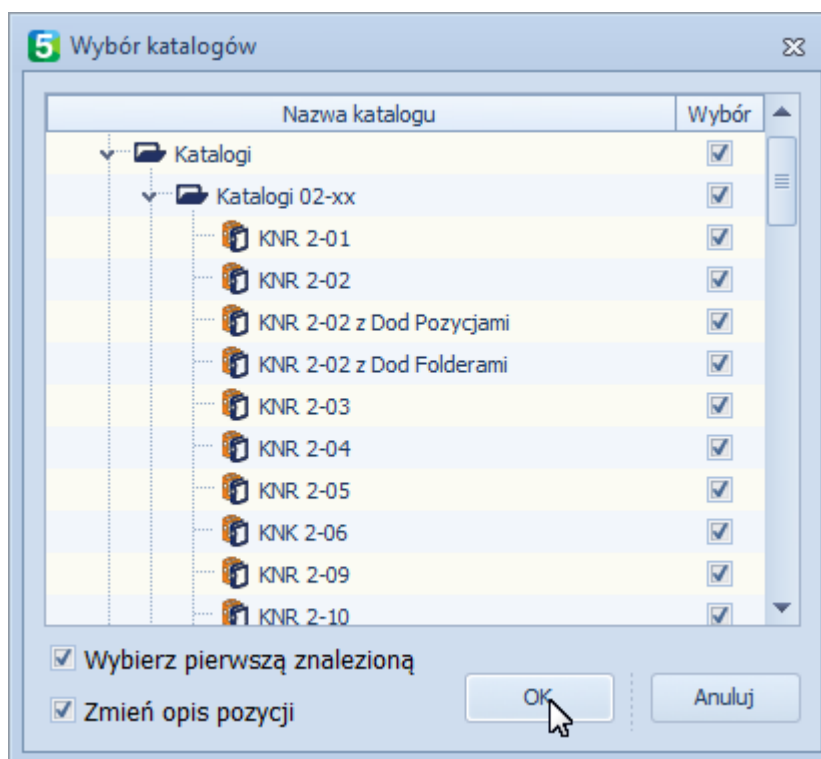 5 Wybór katalogów
Nazwa katalogu Wybór
Katalogi
Katalogi 02-xx
KNR 2-01
KNR 2-02
KNR 2-02 z Dod Pozycjami
KNR 2-02 z Dod Folderami
KNR 2-03
KNR 2-04
KNR 2-05
KNK 2-06
KNR 2-09
KNR 2-10
Wybierz pierwszą znalezioną
Zmień opis pozycji
OK Anuluj